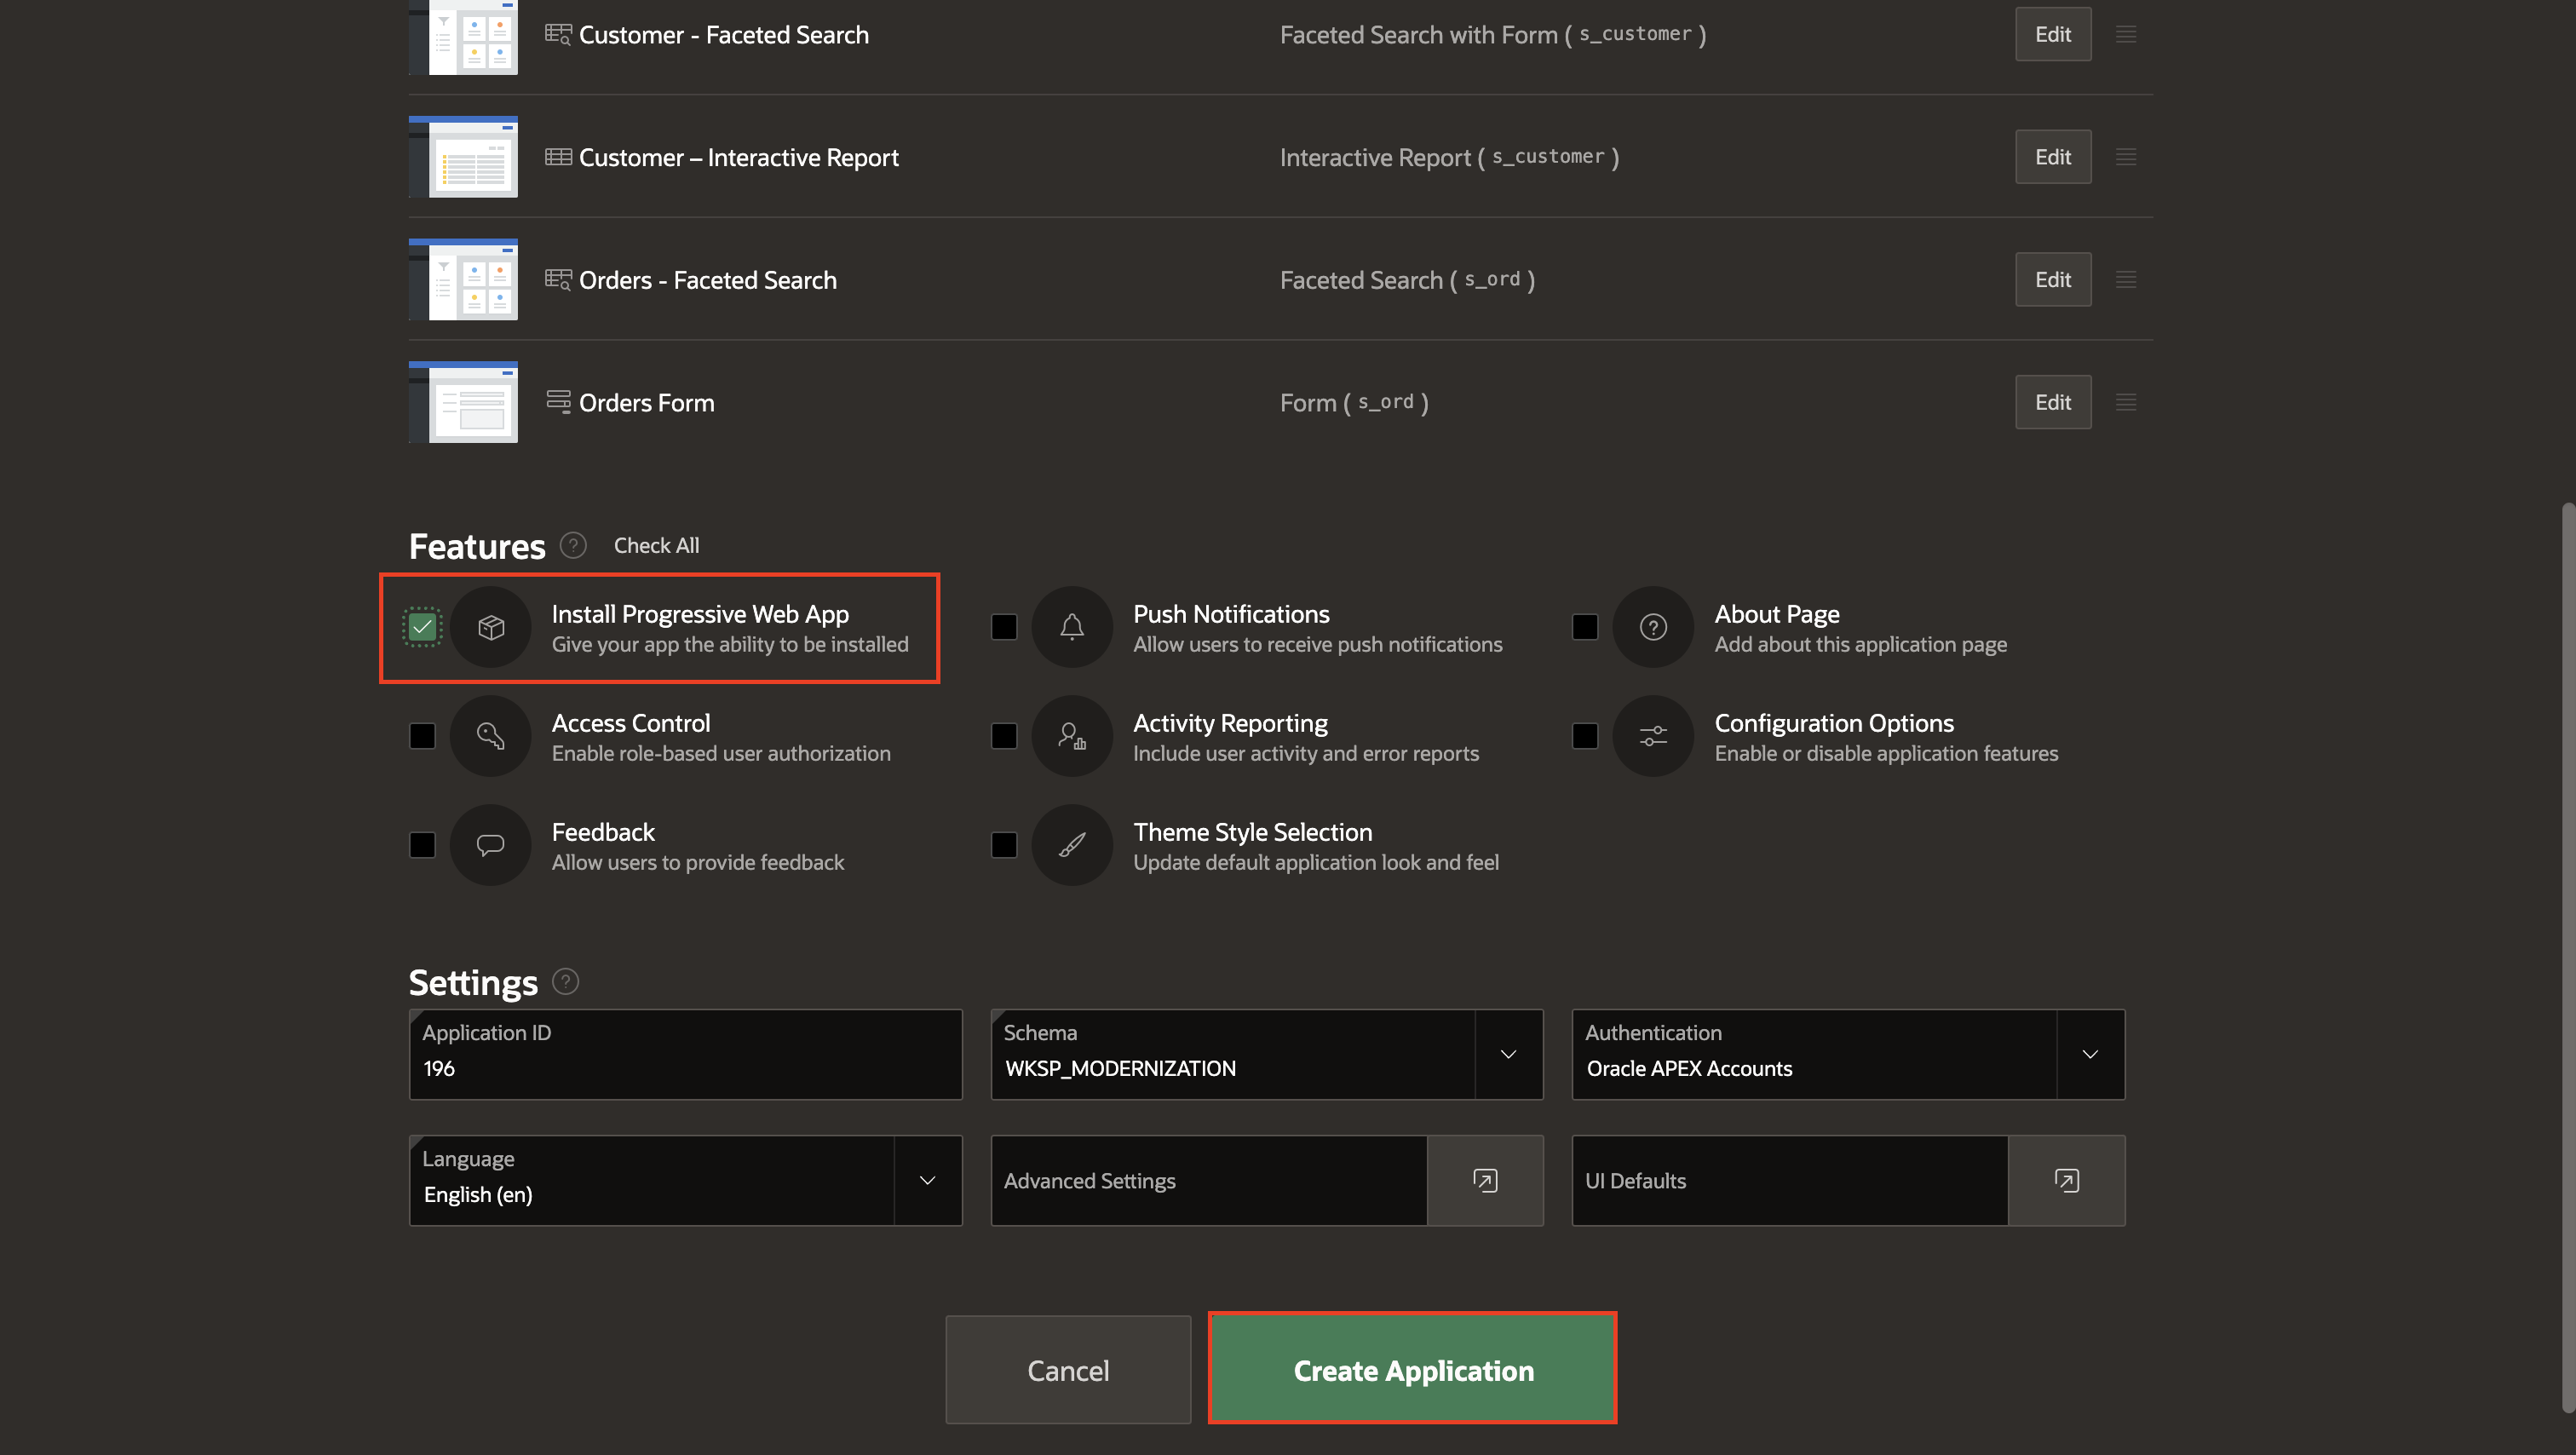 Customer - Faceted Search
Faceted Search with Form ( s_customer )
Edit
Customer – Interactive Report
Interactive Report ( s_customer )
Edit
Orders - Faceted Search
Faceted Search ( s_ord )
Edit
Orders Form
Form ( s_ord )
Edit
Features ? Check All
Install Progressive Web App
Give your app the ability to be installed
Push Notifications
Allow users to receive push notifications
?
About Page
Add about this application page
Access Control
Enable role-based user authorization
Activity Reporting
Include user activity and error reports
Configuration Options
Enable or disable application features
Feedback
Allow users to provide feedback
Theme Style Selection
Update default application look and feel
Settings ?
Application ID
196
Schema
WKSP_MODERNIZATION
Authentication
Oracle APEX Accounts
Language
English (en)
Advanced Settings
UI Defaults
Cancel
Create Application